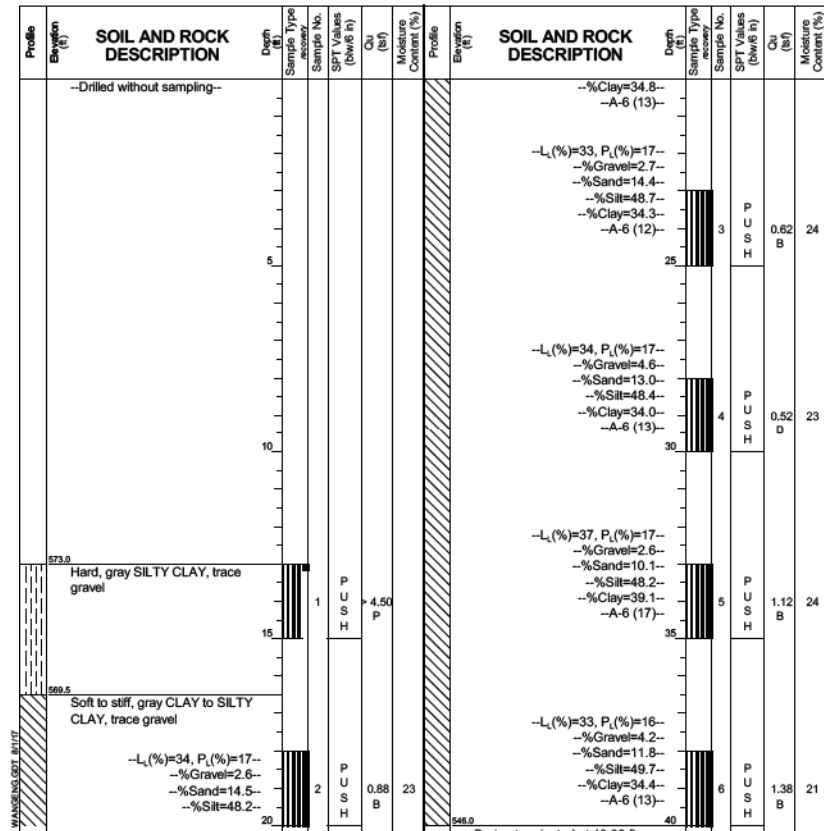 Profile
Elevation (ft)
SOIL AND ROCK
DESCRIPTION
Depth (ft)
Sample Type
recovery
Sample No.
SPT Values
(blw/6 in)
Qu
(tsf)
Moisture
Content (%)
--Drilled without sampling--
5
10
573.0
Hard, gray SILTY CLAY, trace
gravel
1
P
U
S
H
> 4.50
P
15
569.5
Soft to stiff, gray CLAY to SILTY
CLAY, trace gravel
--LL(%)=34, PL(%)=17--
--%Gravel=2.6--
--%Sand=14.5--
--%Silt=48.2--
2
P
U
S
H
0.88
B
23
20
WANGENG.GDT 8/1/17
Profile
Elevation (ft)
SOIL AND ROCK
DESCRIPTION
Depth (ft)
Sample Type
recovery
Sample No.
SPT Values
(blw/6 in)
Qu
(tsf)
Moisture
Content (%)
--%Clay=34.8--
--A-6 (13)--
--LL(%)=33, PL(%)=17--
--%Gravel=2.7--
--%Sand=14.4--
--%Silt=48.7--
--%Clay=34.3--
--A-6 (12)--
3
P
U
S
H
0.62
B
24
25
--LL(%)=34, PL(%)=17--
--%Gravel=4.6--
--%Sand=13.0--
--%Silt=48.4--
--%Clay=34.0--
--A-6 (13)--
4
P
U
S
H
0.52
D
23
30
--LL(%)=37, PL(%)=17--
--%Gravel=2.6--
--%Sand=10.1--
--%Silt=48.2--
--%Clay=39.1--
--A-6 (17)--
5
P
U
S
H
1.12
B
24
35
--LL(%)=33, PL(%)=16--
--%Gravel=4.2--
--%Sand=11.8--
--%Silt=49.7--
--%Clay=34.4--
--A-6 (13)--
6
P
U
S
H
1.38
B
21
40
546.0